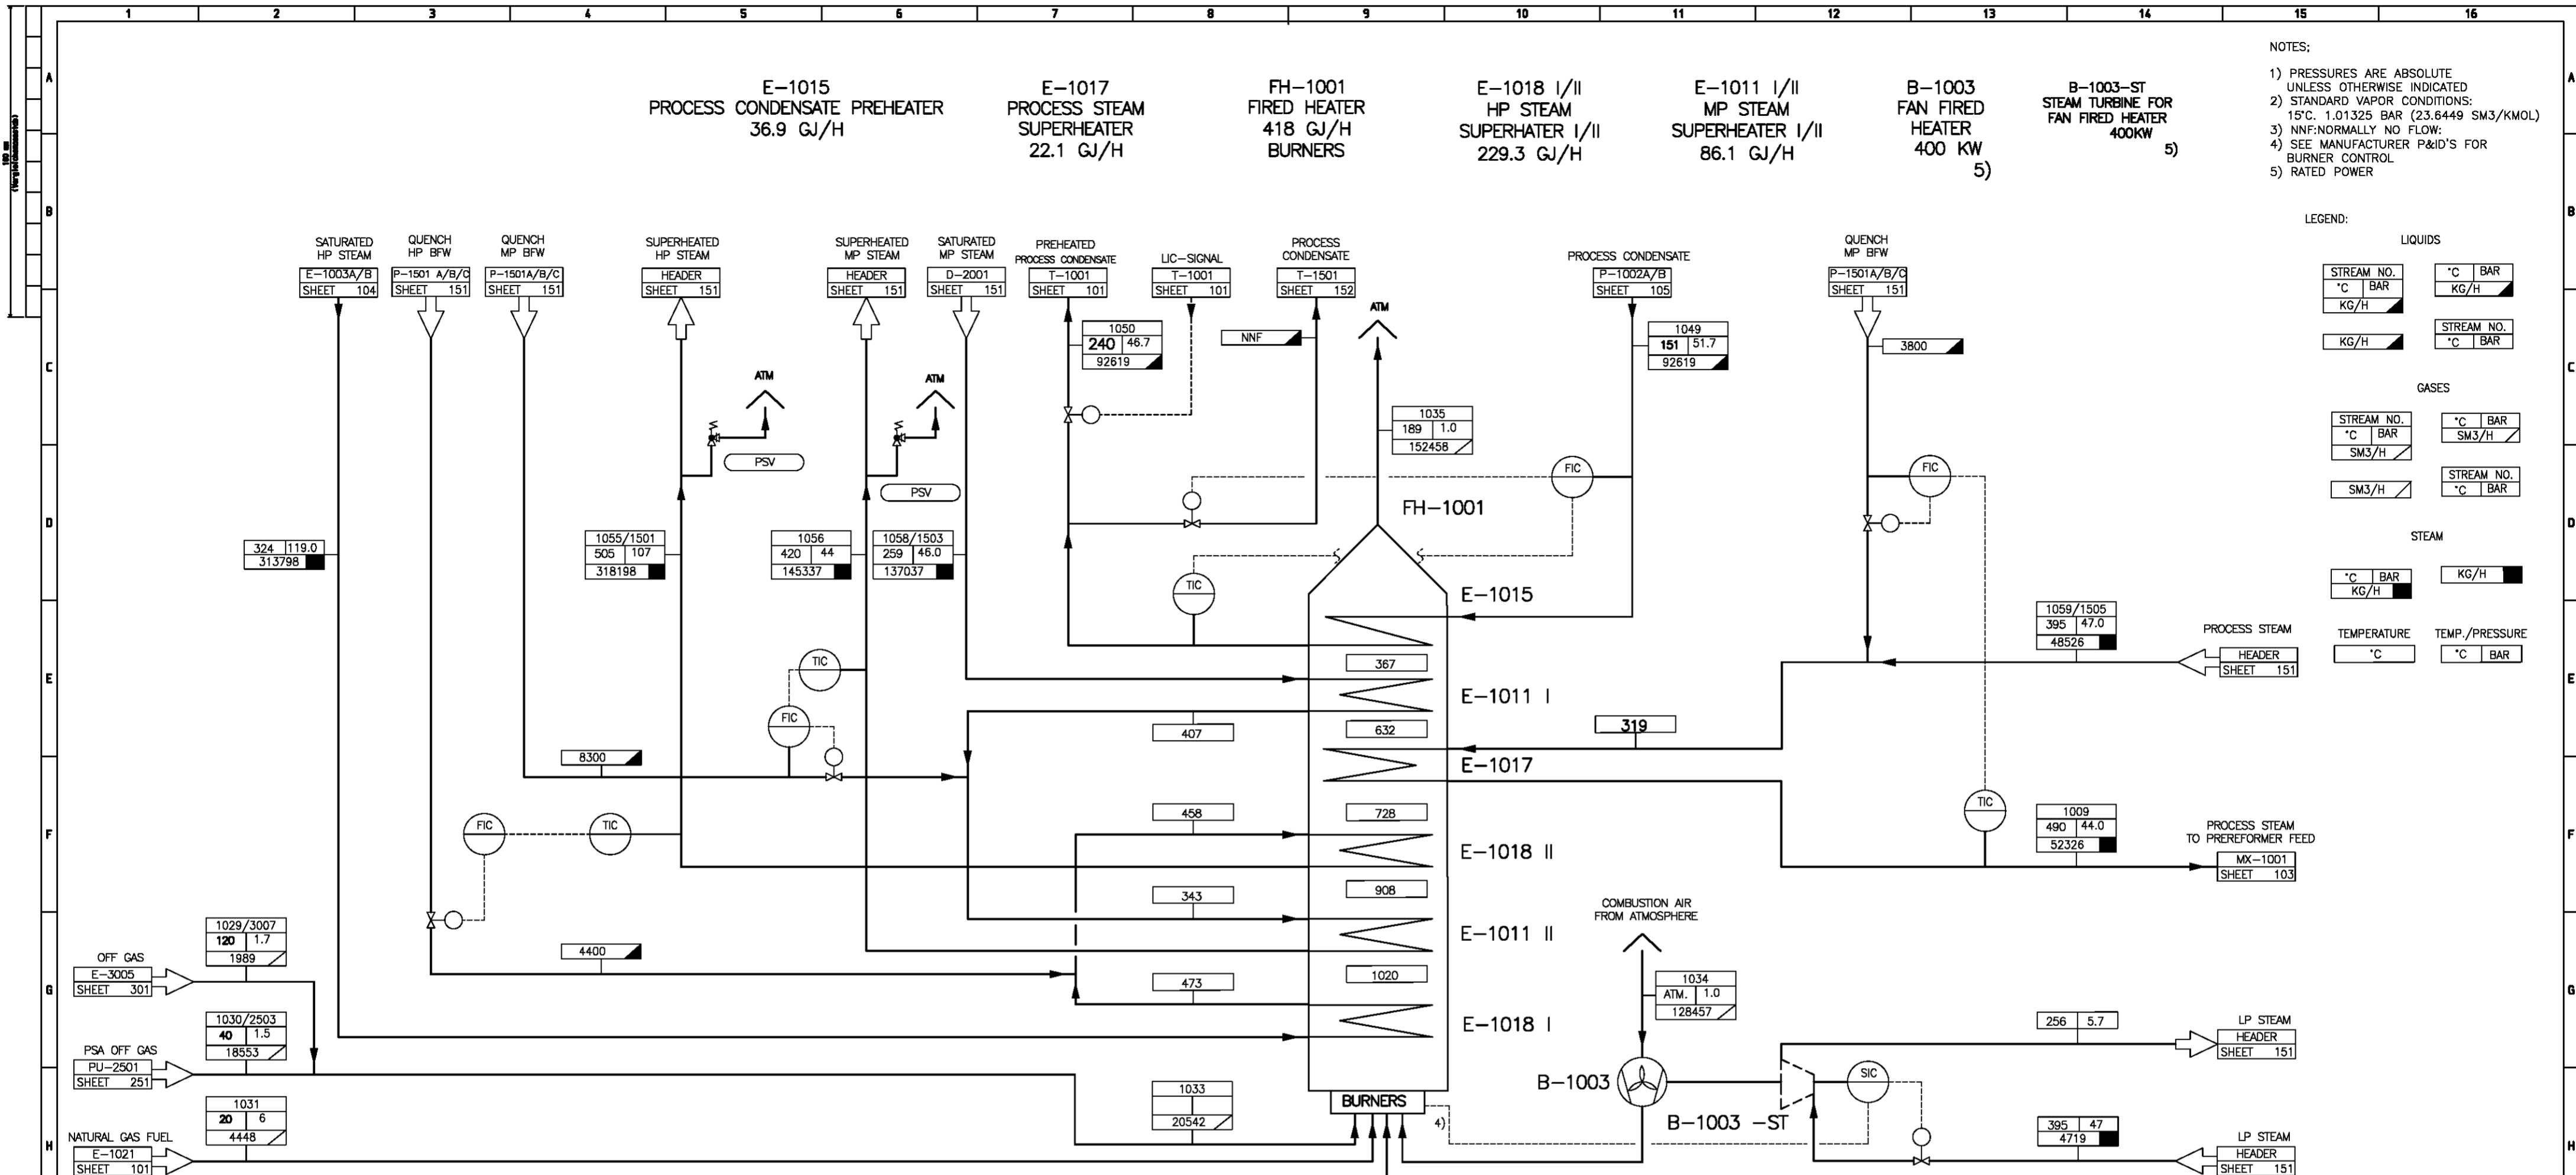 1 2 3 4 5 6 7 8 9 10 11 12 13 14 15 16
A
B
C
D
E
F
G
H
E-1015
PROCESS CONDENSATE PREHEATER
36.9 GJ/H
E-1017
PROCESS STEAM
SUPERHEATER
22.1 GJ/H
FH-1001
FIRED HEATER
418 GJ/H
BURNERS
E-1018 I/II
HP STEAM
SUPERHATER I/II
229.3 GJ/H
E-1011 I/II
MP STEAM
SUPERHEATER I/II
86.1 GJ/H
B-1003
FAN FIRED
HEATER
400 KW
5)
B-1003-ST
STEAM TURBINE FOR
FAN FIRED HEATER
400KW
5)
NOTES;
1) PRESSURES ARE ABSOLUTE
UNLESS OTHERWISE INDICATED
2) STANDARD VAPOR CONDITIONS:
15°C. 1.01325 BAR (23.6449 SM3/KMOL)
3) NNF:NORMALLY NO FLOW:
4) SEE MANUFACTURER P&ID'S FOR
BURNER CONTROL
5) RATED POWER
LEGEND:
LIQUIDS
STREAM NO.
°C BAR
KG/H
°C BAR
KG/H
KG/H
STREAM NO.
°C BAR
GASES
STREAM NO.
°C BAR
SM3/H
°C BAR
SM3/H
SM3/H
STREAM NO.
°C BAR
STEAM
°C BAR
KG/H
KG/H
TEMPERATURE
°C
TEMP./PRESSURE
°C BAR
SATURATED
HP STEAM
E-1003A/B
SHEET 104
QUENCH
HP BFW
P-1501 A/B/C
SHEET 151
QUENCH
MP BFW
P-1501A/B/C
SHEET 151
SUPERHEATED
HP STEAM
HEADER
SHEET 151
SUPERHEATED
MP STEAM
HEADER
SHEET 151
SATURATED
MP STEAM
D-2001
SHEET 151
PREHEATED
PROCESS CONDENSATE
T-1001
SHEET 101
LIC-SIGNAL
T-1001
SHEET 101
PROCESS
CONDENSATE
T-1501
SHEET 152
PROCESS CONDENSATE
P-1002A/B
SHEET 105
QUENCH
MP BFW
P-1501A/B/C
SHEET 151
1050
240 46.7
92619
NNF
ATM
1049
151 51.7
92619
3800
ATM
ATM
PSV
PSV
1035
189 1.0
152458
FIC
FIC
FH-1001
324 119.0
313798
1055/1501
505 107
318198
1056
420 44
145337
1058/1503
259 46.0
137037
TIC
E-1015
1059/1505
395 47.0
48526
PROCESS STEAM
HEADER
SHEET 151
TIC
367
E-1011 I
FIC
407
632
319
8300
E-1017
TIC
FIC
TIC
458
728
E-1018 II
1009
490 44.0
52326
PROCESS STEAM
TO PREREFORMER FEED
MX-1001
SHEET 103
343
908
COMBUSTION AIR
FROM ATMOSPHERE
1029/3007
120 1.7
1989
4400
E-1011 II
OFF GAS
E-3005
SHEET 301
473
1020
1034
ATM. 1.0
128457
1030/2503
40 1.5
18553
E-1018 I
256 5.7
LP STEAM
HEADER
SHEET 151
PSA OFF GAS
PU-2501
SHEET 251
B-1003
SIC
1033
20542
BURNERS
4)
B-1003 -ST
1031
20 6
4448
395 47
4719
NATURAL GAS FUEL
E-1021
SHEET 101
LP STEAM
HEADER
SHEET 151